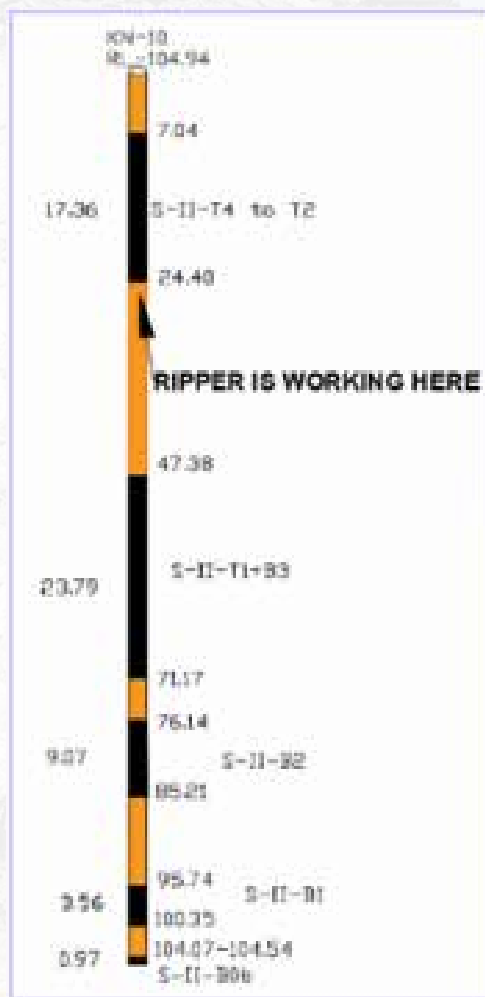 RL -104.94
7.04
17.36 S-II-T4 to T2
24.40
RIPPER IS WORKING HERE
47.38
S-II-T1+B3
23.79
71.17
76.14
9.07 S-II-B2
85.21
95.74
S-II-B1
100.35
104.07-104.54
0.97
S-II-B0b